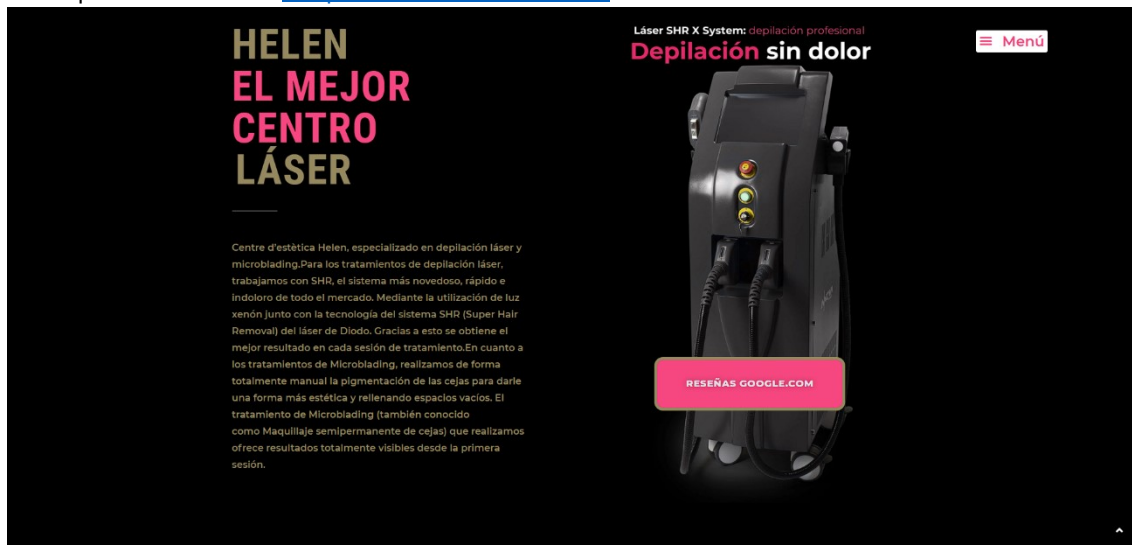 HELEN
EL MEJOR
CENTRO
LÁSER
Centre d'estètica Helen, especializado en depilación láser y
microblading.Para los tratamientos de depilación láser,
trabajamos con SHR, el sistema más novedoso, rápido e
indoloro de todo el mercado. Mediante la utilización de luz
xenón junto con la tecnología del sistema SHR (Super Hair
Removal) del láser de Diodo. Gracias a esto se obtiene el
mejor resultado en cada sesión de tratamiento.En cuanto a
los tratamientos de Microblading, realizamos de forma
totalmente manual la pigmentación de las cejas para darle
una forma más estética y rellenando espacios vacíos. El
tratamiento de Microblading (también conocido
como Maquillaje semipermanente de cejas) que realizamos
ofrece resultados totalmente visibles desde la primera
sesión.
Láser SHR X System: depilación profesional
Depilación sin dolor
Menú
RESEÑAS GOOGLE.COM